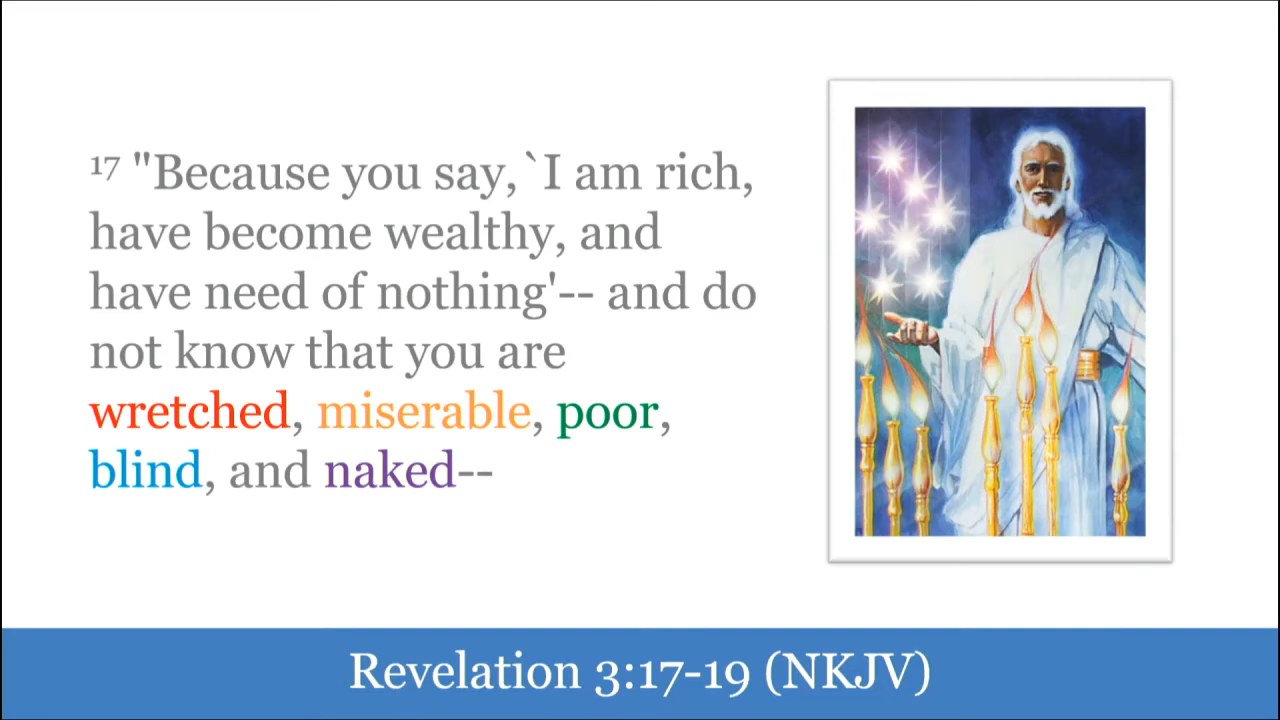 17 "Because you say, `I am rich,
have become wealthy, and
have need of nothing'-- and do
not know that you are
wretched, miserable, poor,
blind, and naked--
Revelation 3:17-19 (NKJV)